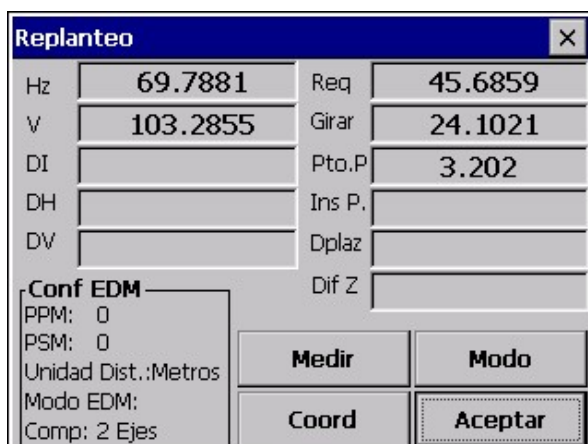 Replanteo
Hz 69.7881 Req 45.6859
V 103.2855 Girar 24.1021
DI Pto.P 3.202
DH Ins P.
DV Dplaz
Dif Z
Conf EDM
PPM: 0
PSM: 0
Unidad Dist.:Metros
Modo EDM:
Comp: 2 Ejes
Medir Modo
Coord Aceptar